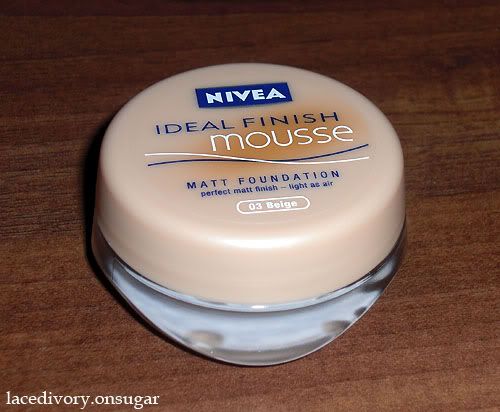 NIVEA
IDEAL FINISH
mousse
MATT FOUNDATION
perfect matt finish – light as air
03 Beige
lacedivory.onsugar